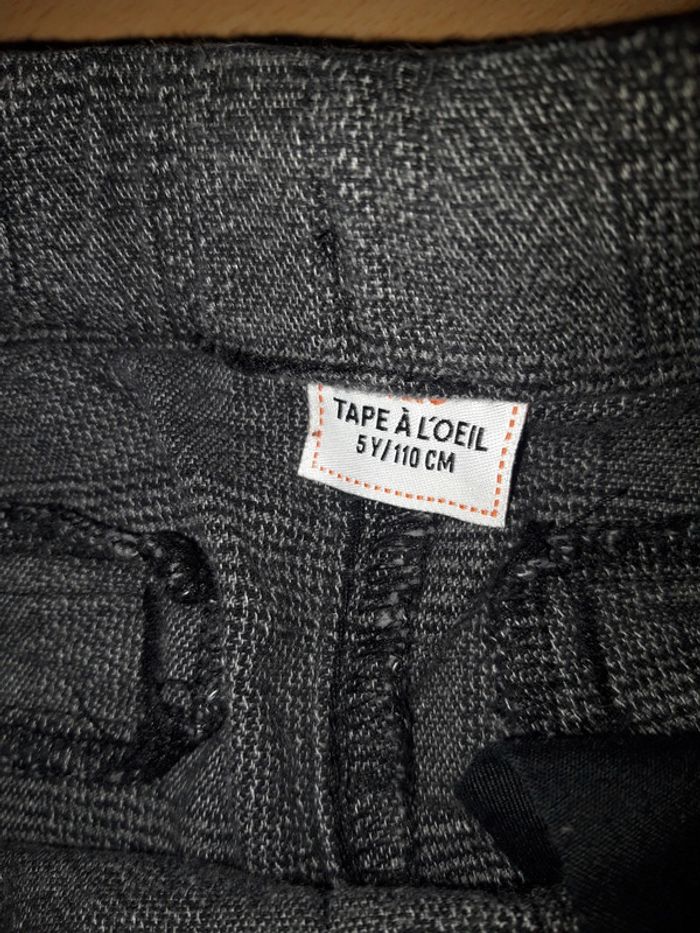 TAPE À L'OEIL
5 Y/110 CM